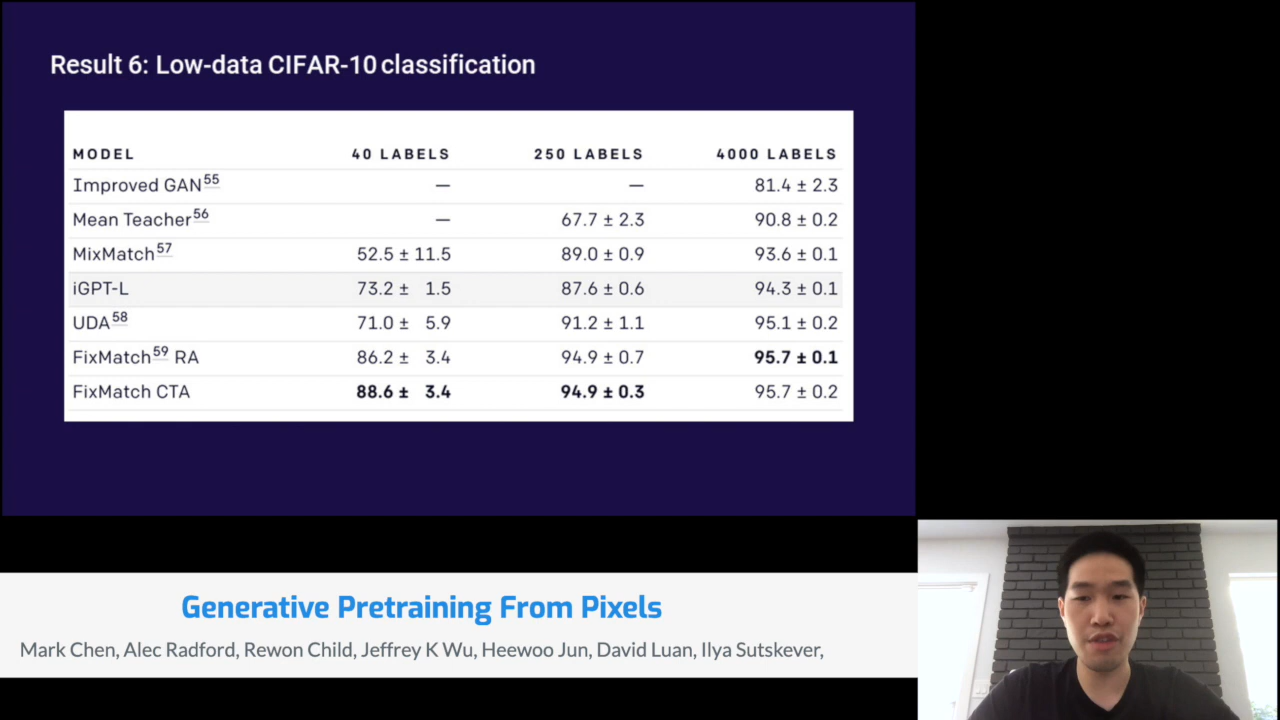 Result 6: Low-data CIFAR-10 classification
MODEL 40 LABELS 250 LABELS 4000 LABELS
Improved GAN55 — — 81.4 ± 2.3
Mean Teacher56 — 67.7 ± 2.3 90.8 ± 0.2
MixMatch57 52.5 ± 11.5 89.0 ± 0.9 93.6 ± 0.1
iGPT-L 73.2 ± 1.5 87.6 ± 0.6 94.3 ± 0.1
UDA58 71.0 ± 5.9 91.2 ± 1.1 95.1 ± 0.2
FixMatch59 RA 86.2 ± 3.4 94.9 ± 0.7 95.7 ± 0.1
FixMatch CTA 88.6 ± 3.4 94.9 ± 0.3 95.7 ± 0.2
Generative Pretraining From Pixels
Mark Chen, Alec Radford, Rewon Child, Jeffrey K Wu, Heewoo Jun, David Luan, Ilya Sutskever,